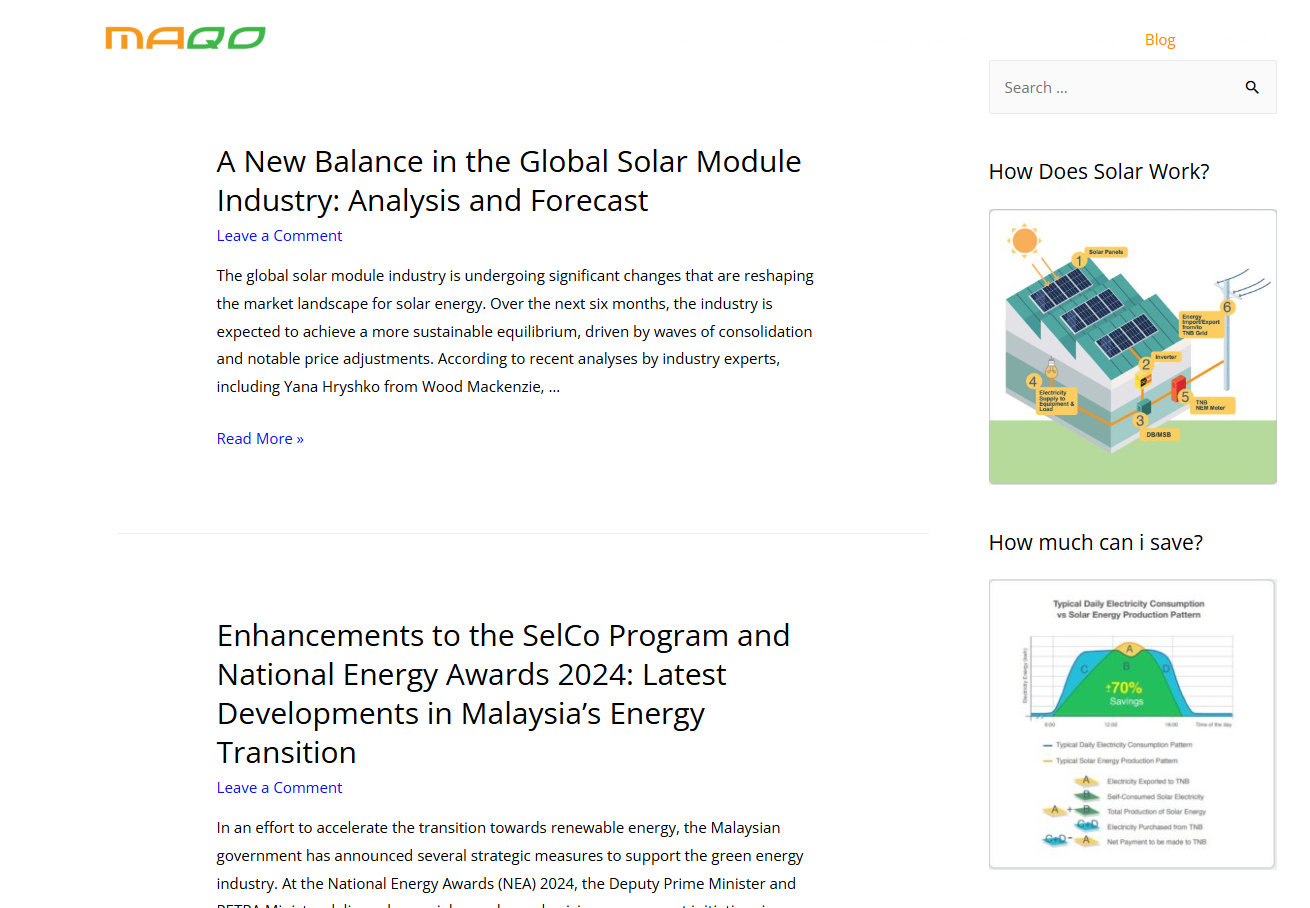 MAQO
Blog
Search ...
A New Balance in the Global Solar Module
Industry: Analysis and Forecast
Leave a Comment
The global solar module industry is undergoing significant changes that are reshaping
the market landscape for solar energy. Over the next six months, the industry is
expected to achieve a more sustainable equilibrium, driven by waves of consolidation
and notable price adjustments. According to recent analyses by industry experts,
including Yana Hryshko from Wood Mackenzie, …
Read More »
Enhancements to the SelCo Program and
National Energy Awards 2024: Latest
Developments in Malaysia’s Energy
Transition
Leave a Comment
In an effort to accelerate the transition towards renewable energy, the Malaysian
government has announced several strategic measures to support the green energy
industry. At the National Energy Awards (NEA) 2024, the Deputy Prime Minister and
How Does Solar Work?
1
Solar Panels
6
Energy
Import/Export
from/to
TNB Grid
2
Inverter
4
Electricity
Supply to
Equipment &
Load
5
TNB
NEM Meter
3
DB/MSB
How much can i save?
Typical Daily Electricity Consumption
vs Solar Energy Production Pattern
Electricity Energy (kWh)
A
C
B
D
↑70%
Savings
6:00
12:00
18:00
Time of the day
Typical Daily Electricity Consumption Pattern
Typical Solar Energy Production Pattern
A Electricity Exported to TNB
B Self-Consumed Solar Electricity
A + B Total Production of Solar Energy
C+D Electricity Purchased from TNB
C+D - A Net Payment to be made to TNB